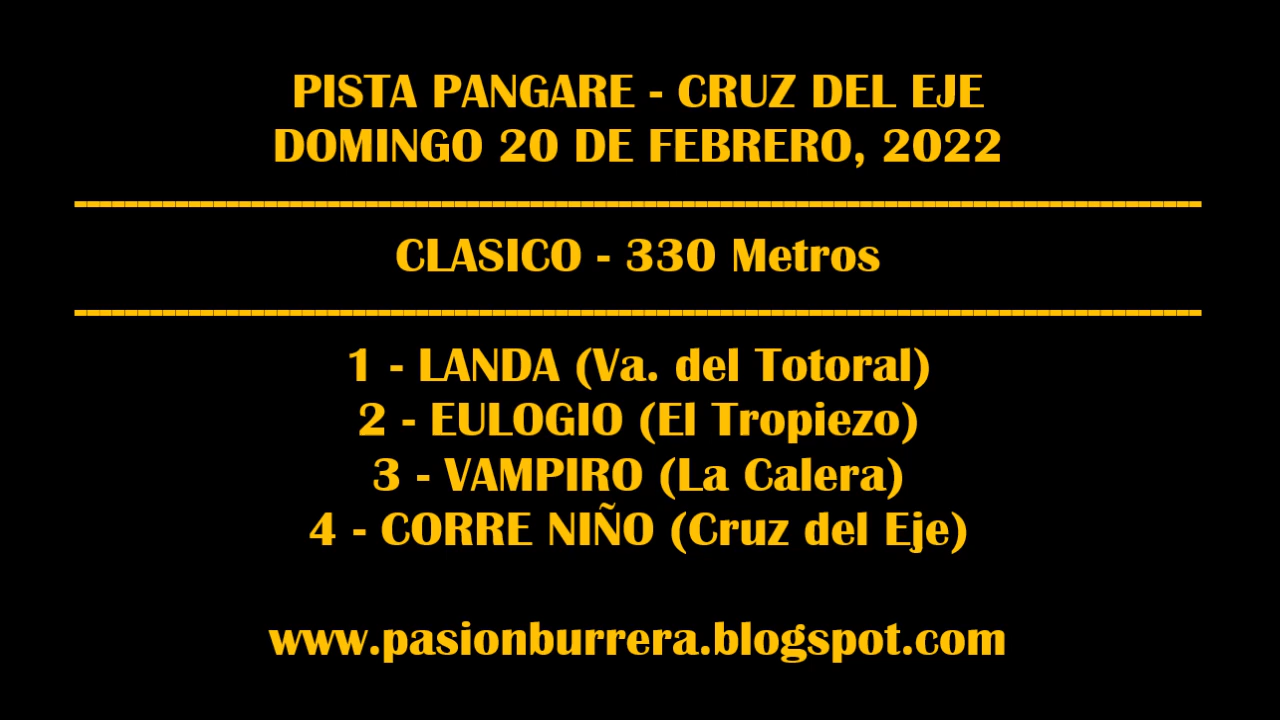 PISTA PANGARE - CRUZ DEL EJE
DOMINGO 20 DE FEBRERO, 2022
CLASICO - 330 Metros
1 - LANDA (Va. del Totoral)
2 - EULOGIO (El Tropiezo)
3 - VAMPIRO (La Calera)
4 - CORRE NIÑO (Cruz del Eje)
www.pasionburrera.blogspot.com